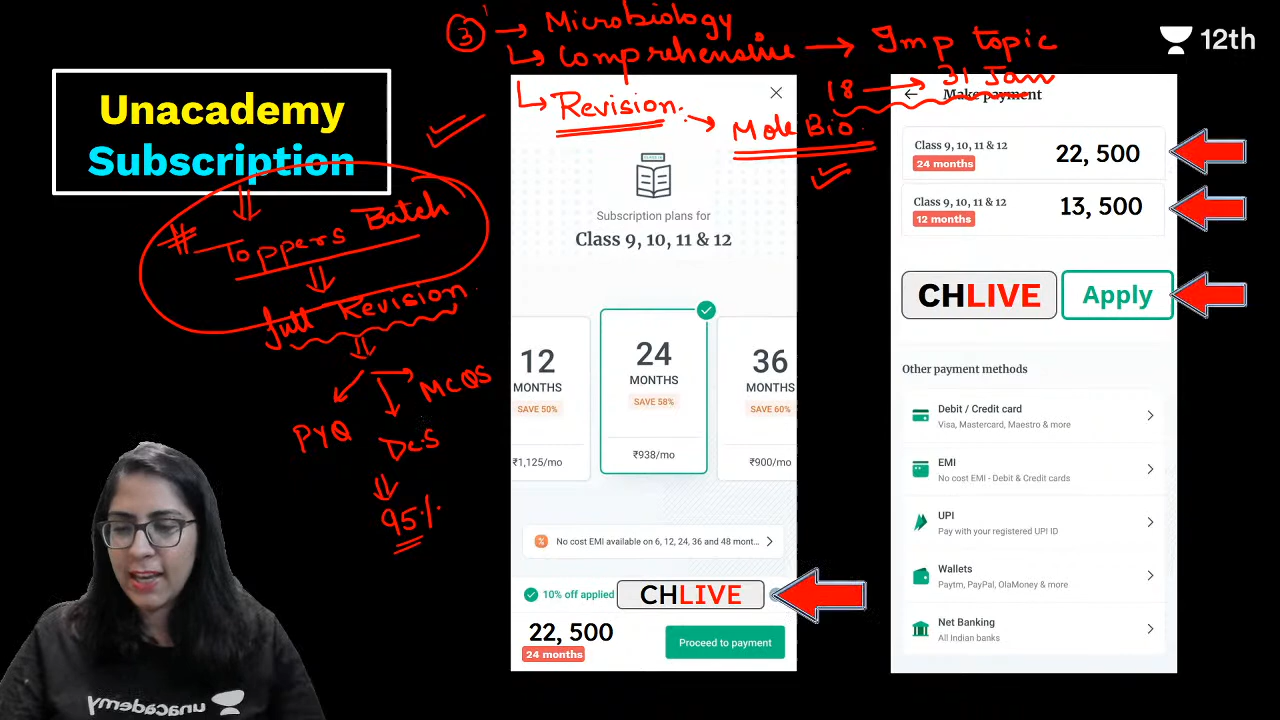 ③ → Microbiology
↳ Comprehensive → Imp topic
↳ Revision. → Mole Bio.
18 → 31 Jan
12th
Unacademy
Subscription
# Toppers Batch
full Revision
PYQ
DCS
MCQS
95%
unacademy
Subscription plans for
Class 9, 10, 11 & 12
12
MONTHS
SAVE 50%
₹1,125/mo
24
MONTHS
SAVE 58%
₹938/mo
36
MONTHS
SAVE 60%
₹900/mo
No cost EMI available on 6, 12, 24, 36 and 48 mont...
10% off applied
CHLIVE
22, 500
24 months
Proceed to payment
Make payment
Class 9, 10, 11 & 12
24 months
22, 500
Class 9, 10, 11 & 12
12 months
13, 500
CHLIVE
Apply
Other payment methods
Debit / Credit card
Visa, Mastercard, Maestro & more
EMI
No cost EMI - Debit & Credit cards
UPI
Pay with your registered UPI ID
Wallets
Paytm, PayPal, OlaMoney & more
Net Banking
All Indian banks